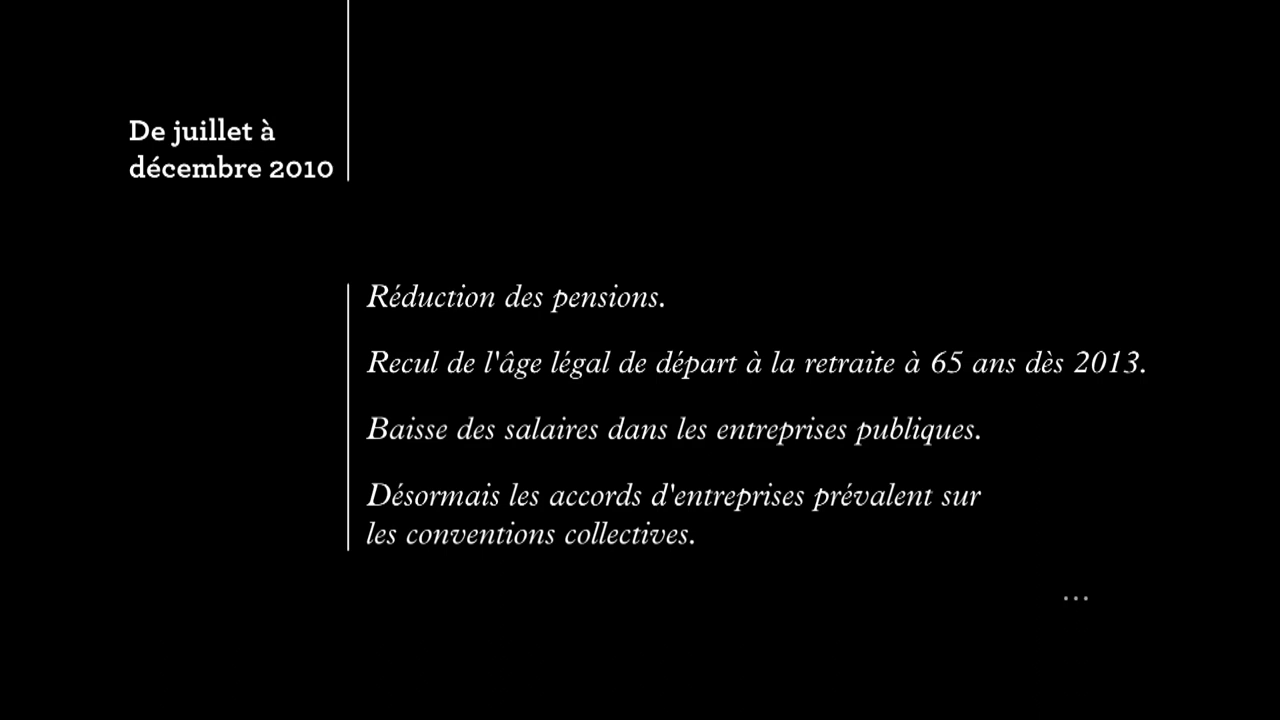 De juillet à
décembre 2010
Réduction des pensions.
Recul de l'âge légal de départ à la retraite à 65 ans dès 2013.
Baisse des salaires dans les entreprises publiques.
Désormais les accords d'entreprises prévalent sur
les conventions collectives.
...